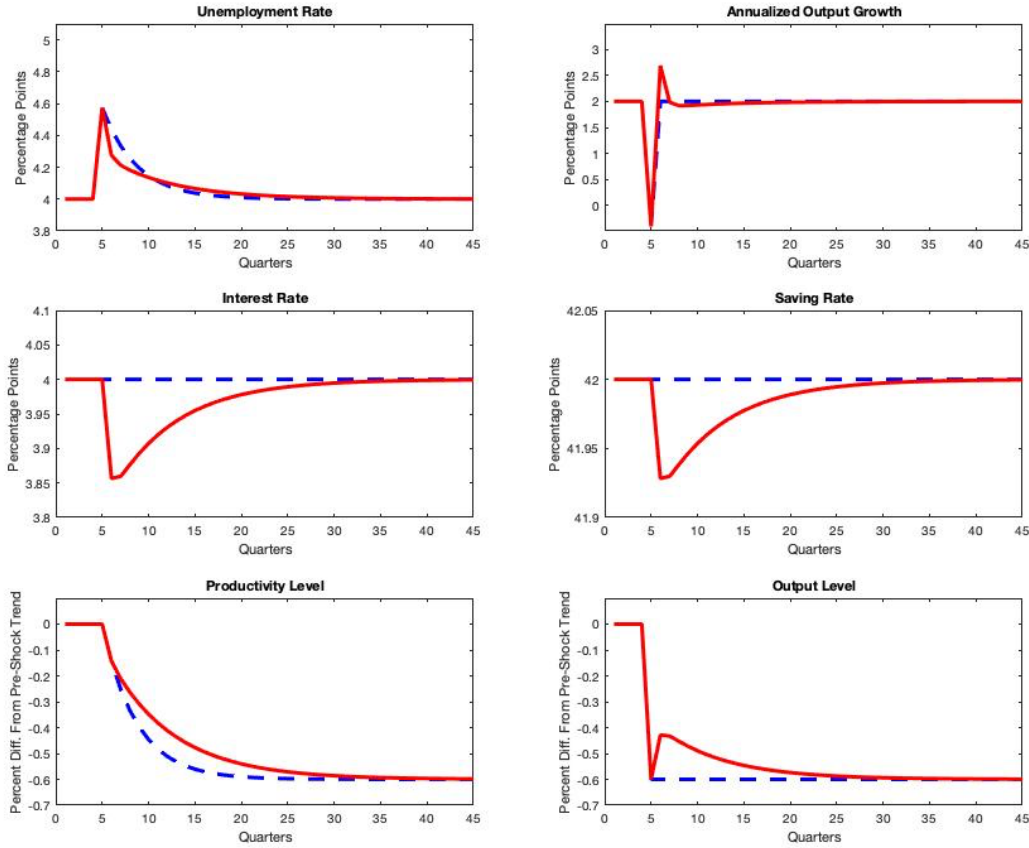 Unemployment Rate
Percentage Points
5
4.8
4.6
4.4
4.2
4
3.8
0 5 10 15 20 25 30 35 40 45
Quarters
Annualized Output Growth
Percentage Points
3
2.5
2
1.5
1
0.5
0
0 5 10 15 20 25 30 35 40 45
Quarters
Interest Rate
Percentage Points
4.1
4.05
4
3.95
3.9
3.85
3.8
0 5 10 15 20 25 30 35 40 45
Quarters
Saving Rate
Percentage Points
42.05
42
41.95
41.9
0 5 10 15 20 25 30 35 40 45
Quarters
Productivity Level
Percent Diff. From Pre-Shock Trend
0
-0.1
-0.2
-0.3
-0.4
-0.5
-0.6
-0.7
0 5 10 15 20 25 30 35 40 45
Quarters
Output Level
Percent Diff. From Pre-Shock Trend
0
-0.1
-0.2
-0.3
-0.4
-0.5
-0.6
-0.7
0 5 10 15 20 25 30 35 40 45
Quarters